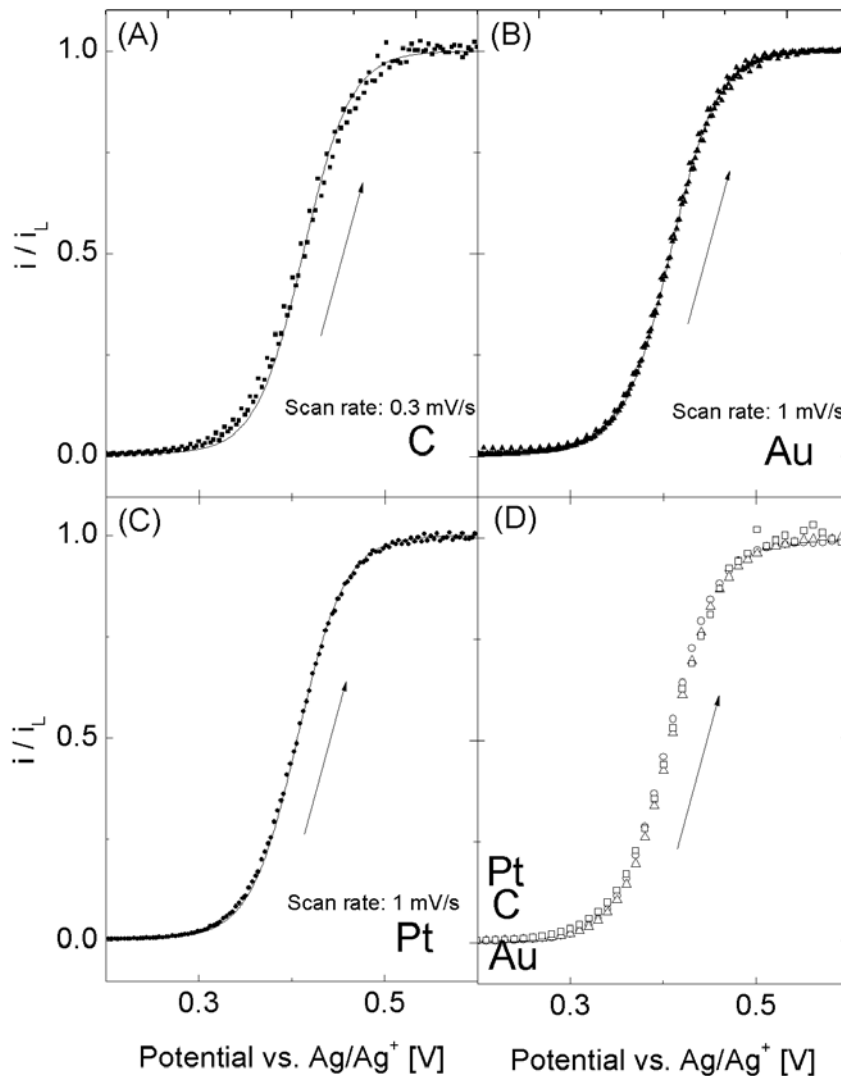 (A)
(B)
1.0
0.5
0.0
i / i_L
Scan rate: 0.3 mV/s
C
Scan rate: 1 mV/s
Au
(C)
(D)
1.0
0.5
0.0
i / i_L
Scan rate: 1 mV/s
Pt
Pt
C
Au
0.3 0.5
0.3 0.5
Potential vs. Ag/Ag⁺ [V]
Potential vs. Ag/Ag⁺ [V]